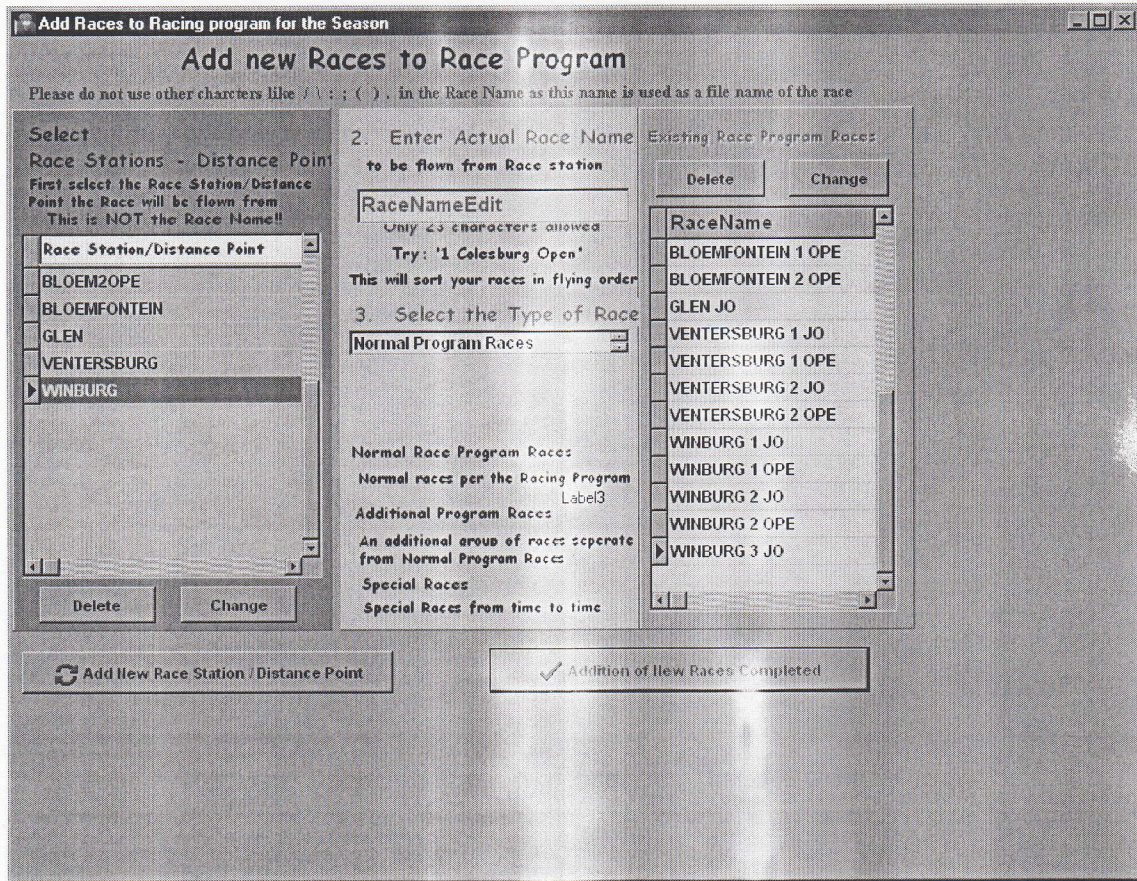 Add Races to Racing program for the Season
Add new Races to Race Program
Please do not use other charcters like / \ : ; ( ) . in the Race Name as this name is used as a file name of the race
Select
Race Stations - Distance Point
First select the Race Station/Distance
Point the Race will be flown from
This is NOT the Race Name!!
Race Station/Distance Point
BLOEM2OPE
BLOEMFONTEIN
GLEN
VENTERSBURG
WINBURG
Delete
Change
2. Enter Actual Race Name
to be flown from Race station
RaceNameEdit
Only 23 characters allowed
Try: '1 Colesburg Open'
This will sort your races in flying order
3. Select the Type of Race
Normal Program Races
Normal Race Program Races
Normal races per the Racing Program
Label3
Additional Program Races
An additional group of races seperate
from Normal Program Races
Special Races
Special Races from time to time
Existing Race Program Races
Delete
Change
RaceName
BLOEMFONTEIN 1 OPE
BLOEMFONTEIN 2 OPE
GLEN JO
VENTERSBURG 1 JO
VENTERSBURG 1 OPE
VENTERSBURG 2 JO
VENTERSBURG 2 OPE
WINBURG 1 JO
WINBURG 1 OPE
WINBURG 2 JO
WINBURG 2 OPE
WINBURG 3 JO
Add New Race Station / Distance Point
Addition of New Races Completed